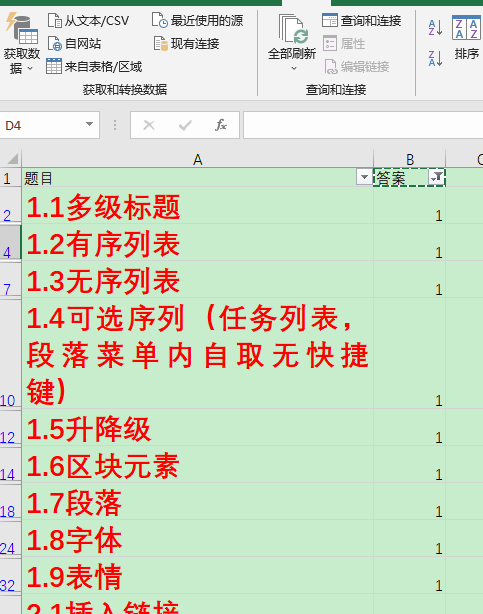 从文本/CSV
最近使用的源
查询和连接
获取数据
自网站
现有连接
全部刷新
属性
排序
来自表格/区域
编辑链接
获取和转换数据
查询和连接
D4
fx
A
B
C
1 题目 答案
2 1.1多级标题 1
4 1.2有序列表 1
7 1.3无序列表 1
1.4可选序列（任务列表，
段落菜单内自取无快捷
10 键） 1
12 1.5升降级 1
14 1.6区块元素 1
18 1.7段落 1
24 1.8字体 1
32 1.9表情 1
2.1插入链接